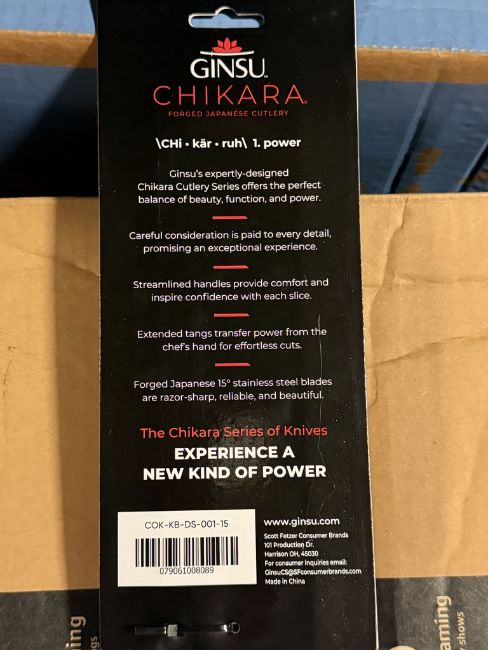 GINSU.
CHIKARA.
FORGED JAPANESE CUTLERY
\CHi • kär • ruh\ 1. power
Ginsu's expertly-designed
Chikara Cutlery Series offers the perfect
balance of beauty, function, and power.
Careful consideration is paid to every detail,
promising an exceptional experience.
Streamlined handles provide comfort and
inspire confidence with each slice.
Extended tangs transfer power from the
chef's hand for effortless cuts.
Forged Japanese 15° stainless steel blades
are razor-sharp, reliable, and beautiful.
The Chikara Series of Knives
EXPERIENCE A
NEW KIND OF POWER
COK-KB-DS-001-15
079061008089
www.ginsu.com
Scott Fetzer Consumer Brands
101 Production Dr.
Harrison OH, 45030
For consumer inquiries email:
GinsuCS@SFconsumerbrands.com
Made in China
ing
gs
aming
shows